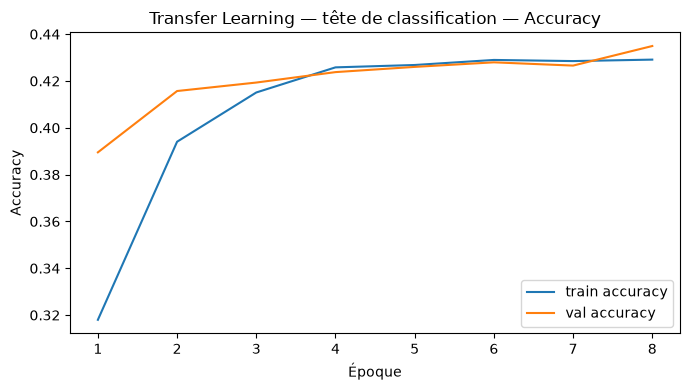 Transfer Learning — tête de classification — Accuracy
0.44
0.42
0.40
0.38
0.36
0.34
0.32
Accuracy
1 2 3 4 5 6 7 8
Époque
train accuracy
val accuracy